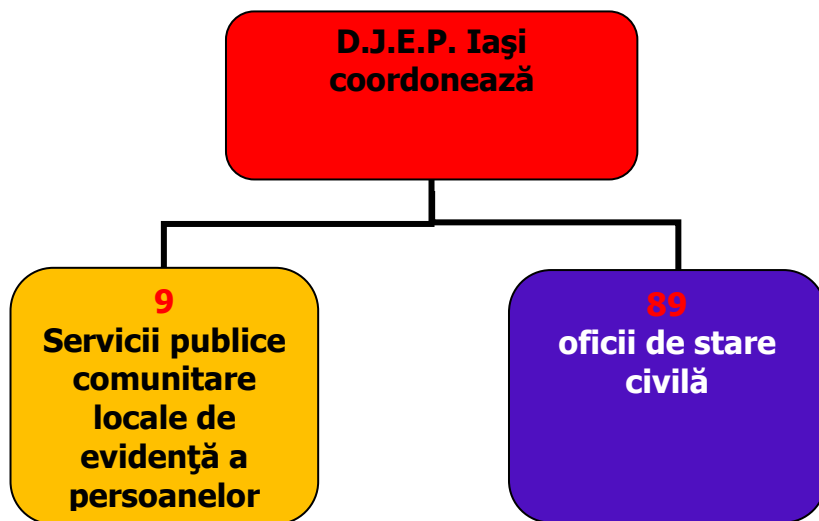 D.J.E.P. Iaşi
coordonează
9
Servicii publice
comunitare
locale de
evidenţă a
persoanelor
89
oficii de stare
civilă